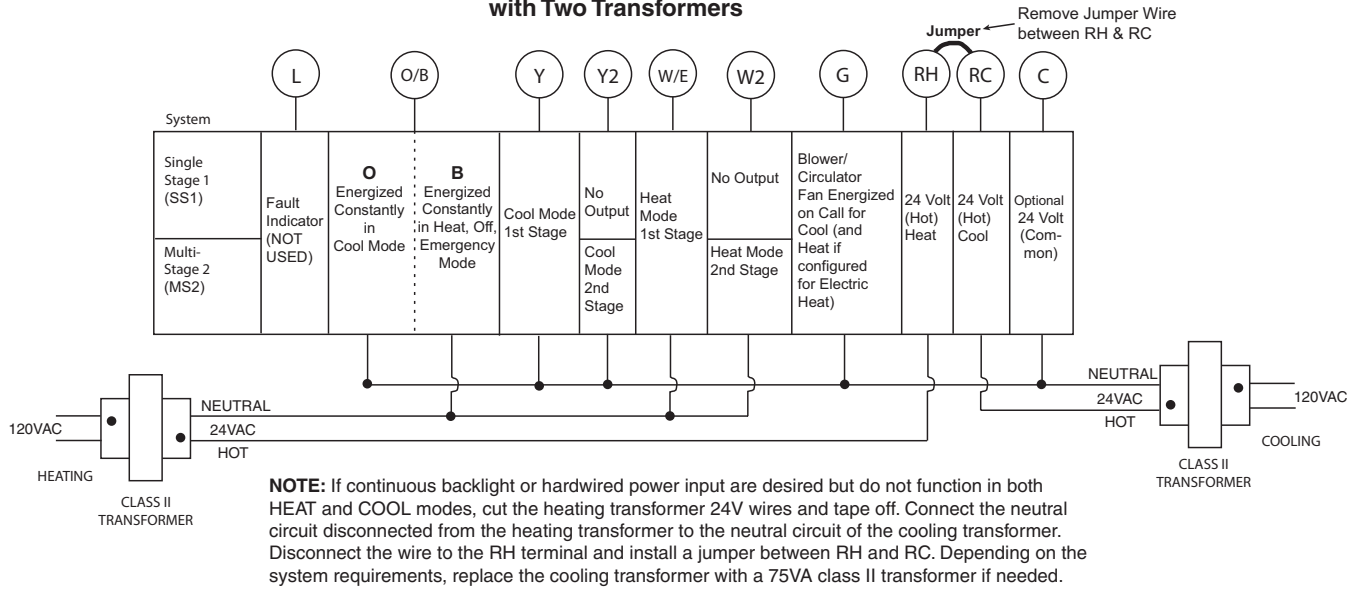 with Two Transformers
Remove Jumper Wire
between RH & RC
Jumper
L
O/B
Y
Y2
W/E
W2
G
RH
RC
C
System
Single
Stage 1
(SS1)
Multi-
Stage 2
(MS2)
Fault
Indicator
(NOT
USED)
O
Energized
Constantly
in
Cool Mode
B
Energized
Constantly
in Heat, Off,
Emergency
Mode
Cool Mode
1st Stage
No
Output
Cool
Mode
2nd
Stage
Heat
Mode
1st Stage
No Output
Heat Mode
2nd Stage
Blower/
Circulator
Fan Energized
on Call for
Cool (and
Heat if
configured
for Electric
Heat)
24 Volt
(Hot)
Heat
24 Volt
(Hot)
Cool
Optional
24 Volt
(Com-
mon)
120VAC
HEATING
CLASS II
TRANSFORMER
NEUTRAL
24VAC
HOT
NEUTRAL
24VAC
HOT
120VAC
COOLING
CLASS II
TRANSFORMER
NOTE: If continuous backlight or hardwired power input are desired but do not function in both
HEAT and COOL modes, cut the heating transformer 24V wires and tape off. Connect the neutral
circuit disconnected from the heating transformer to the neutral circuit of the cooling transformer.
Disconnect the wire to the RH terminal and install a jumper between RH and RC. Depending on the
system requirements, replace the cooling transformer with a 75VA class II transformer if needed.